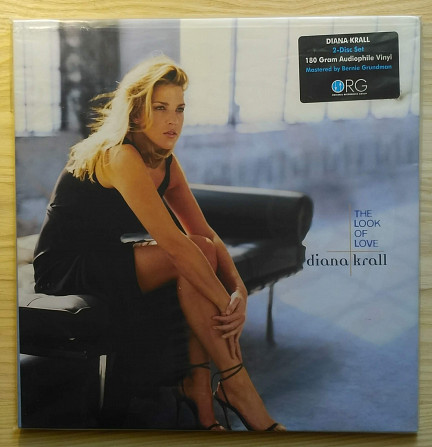 DIANA KRALL
2-Disc Set
180 Gram Audiophile Vinyl
Mastered by Bernie Grundman
ORG
THE
LOOK
OF
LOVE
diana krall